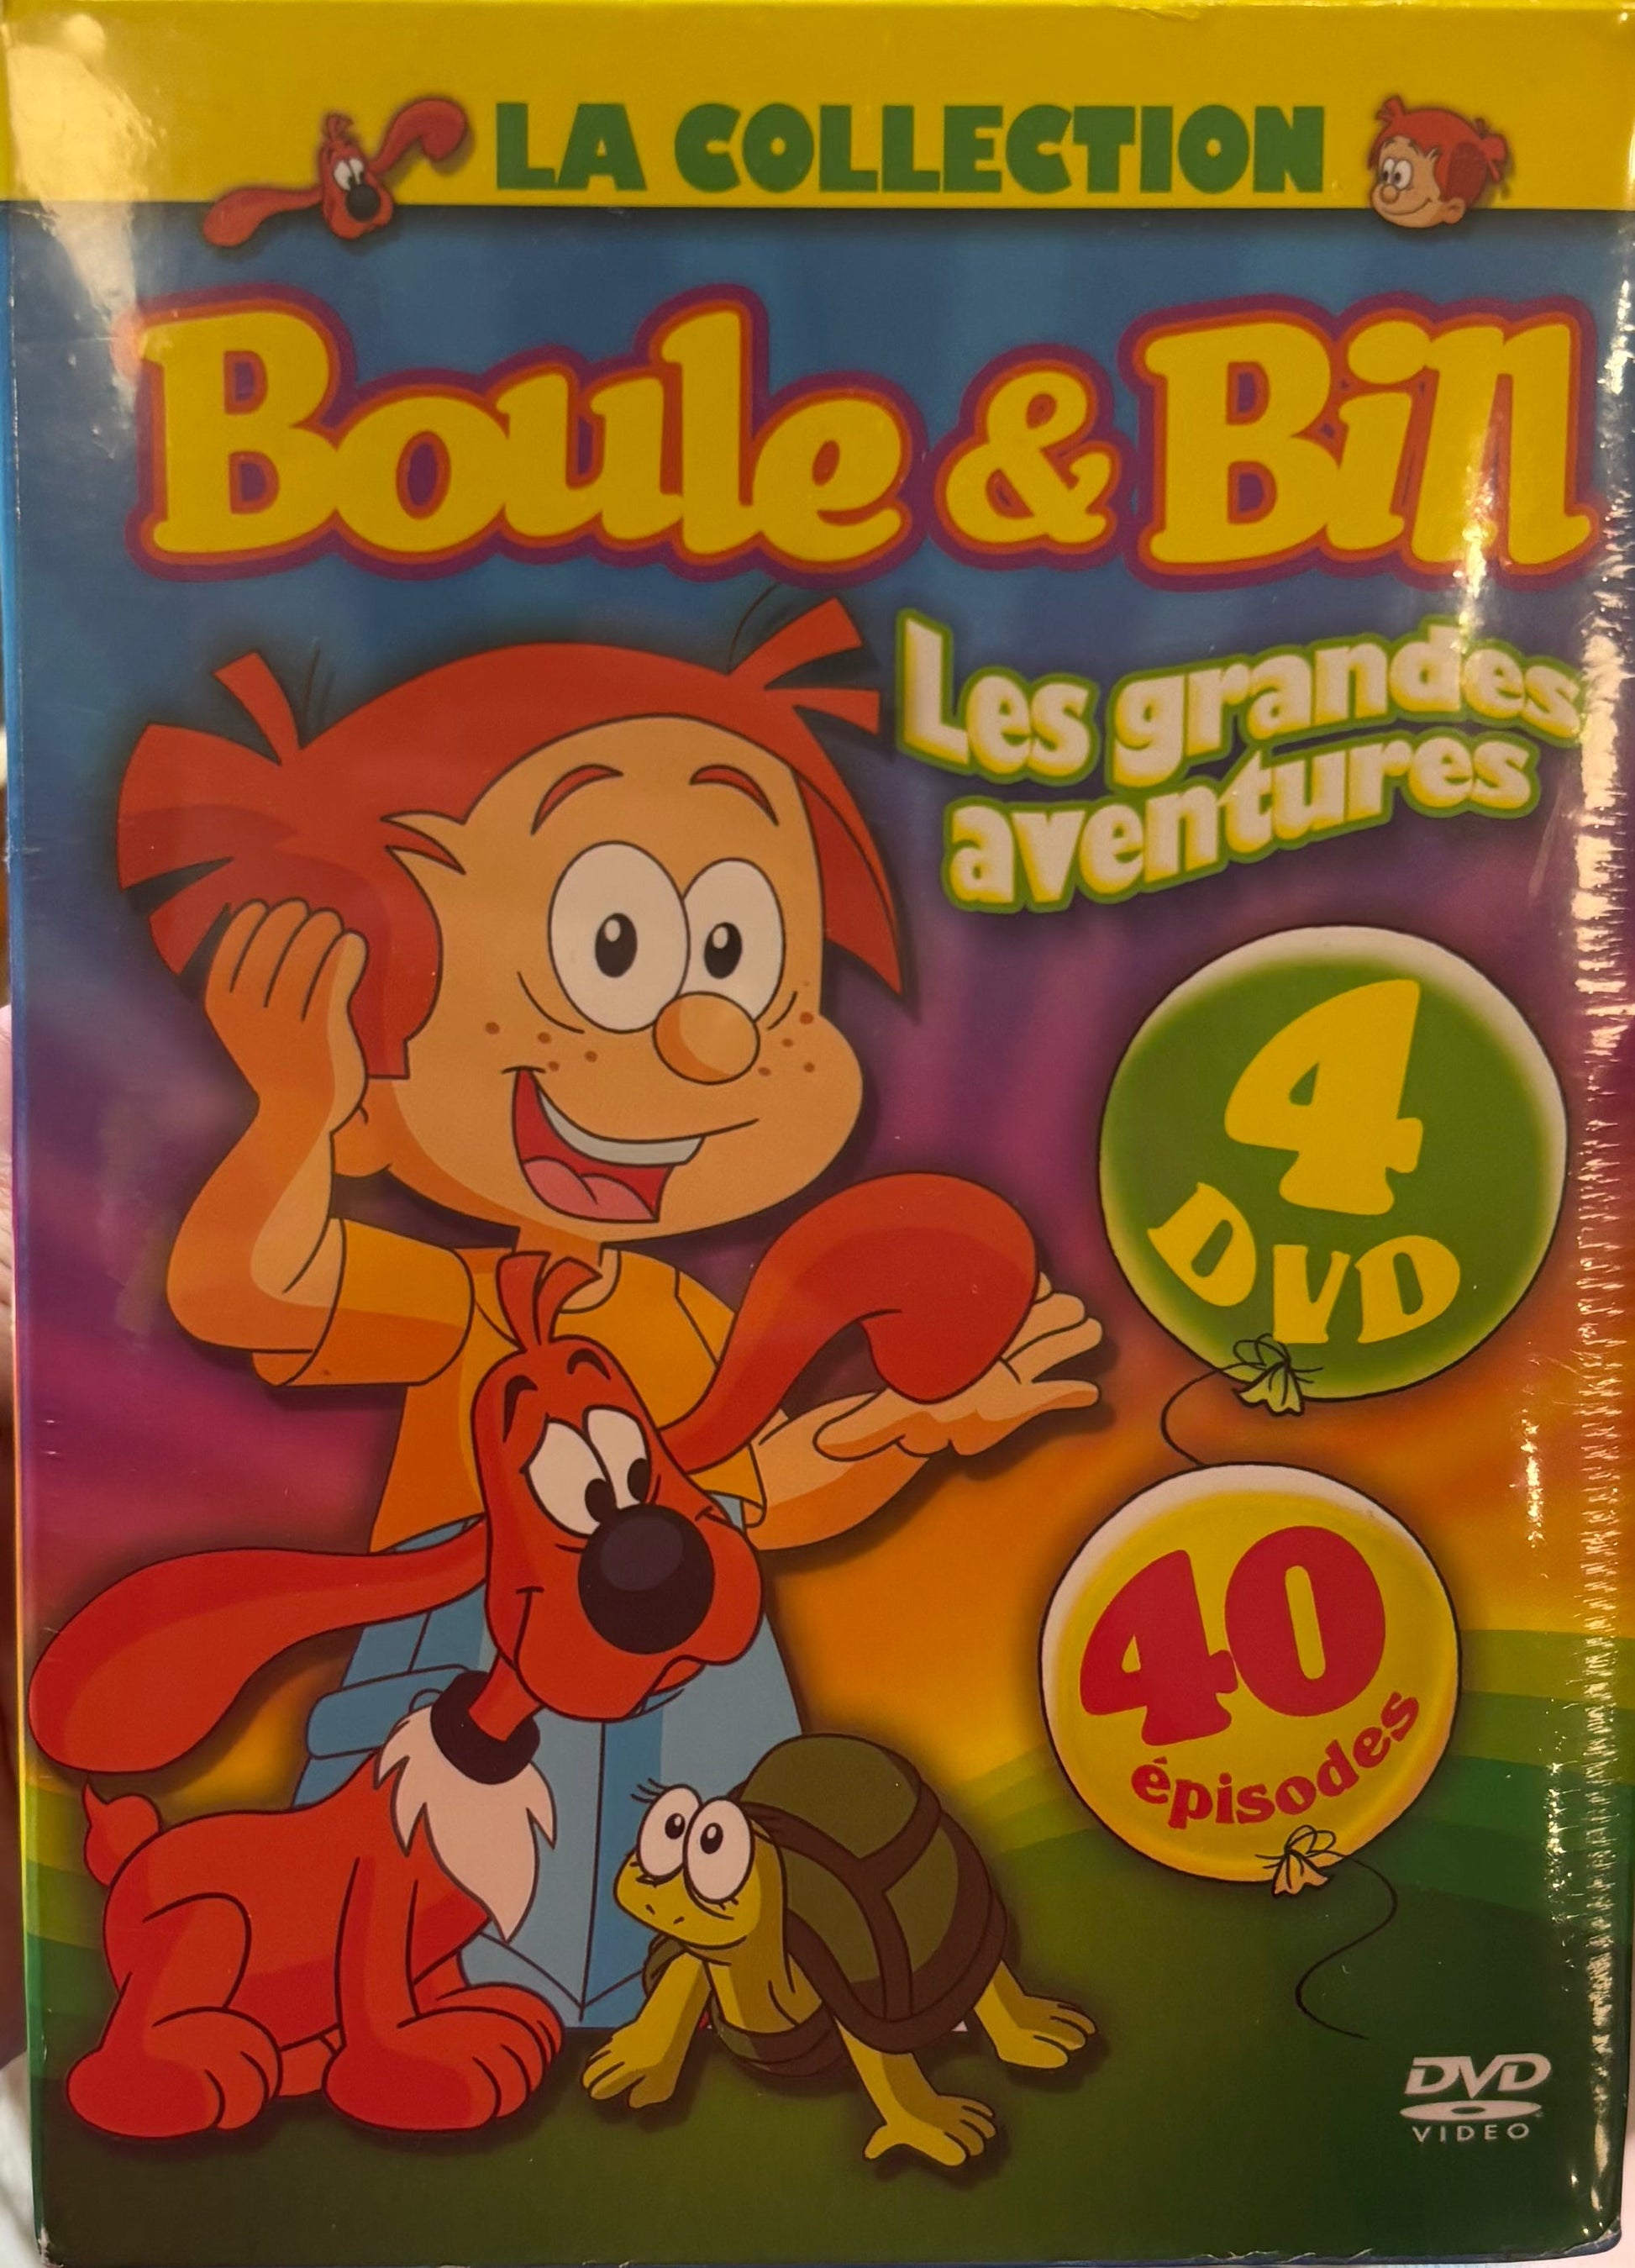 LA COLLECTION
Boule & Bill
Les grandes
aventures
4
DVD
40
épisodes
DVD
VIDEO